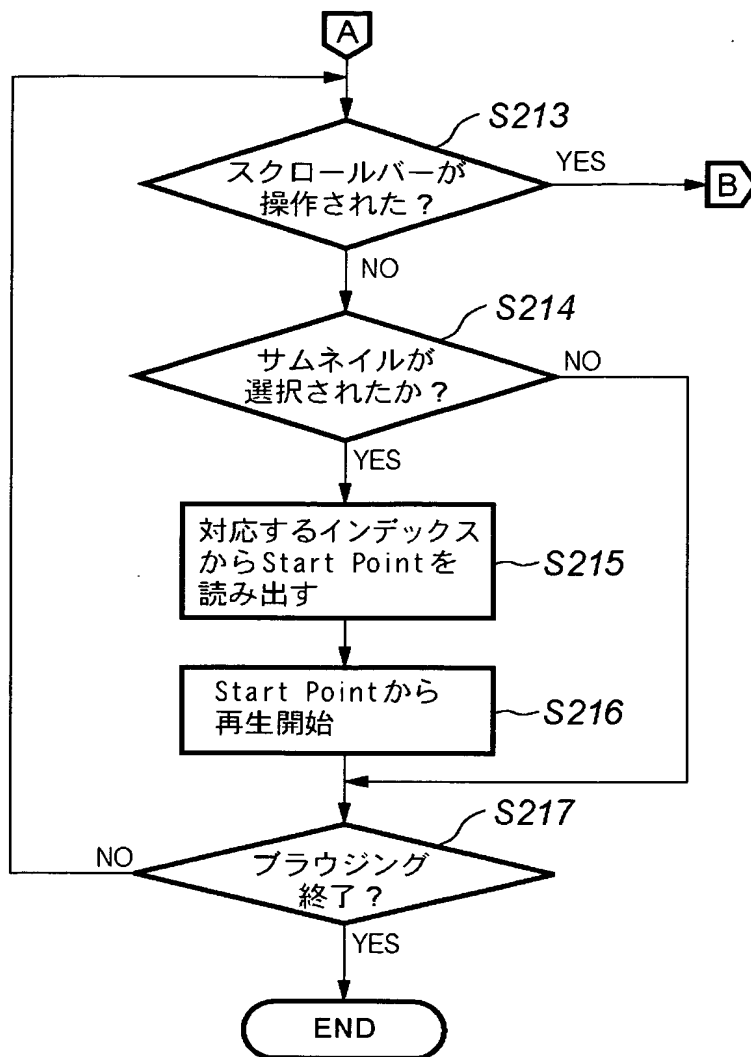 A
S213
スクロールバーが
操作された？
YES
B
NO
S214
サムネイルが
選択されたか？
NO
YES
対応するインデックス
からStart Pointを
読み出す
S215
Start Pointから
再生開始
S216
S217
NO
ブラウジング
終了？
YES
END